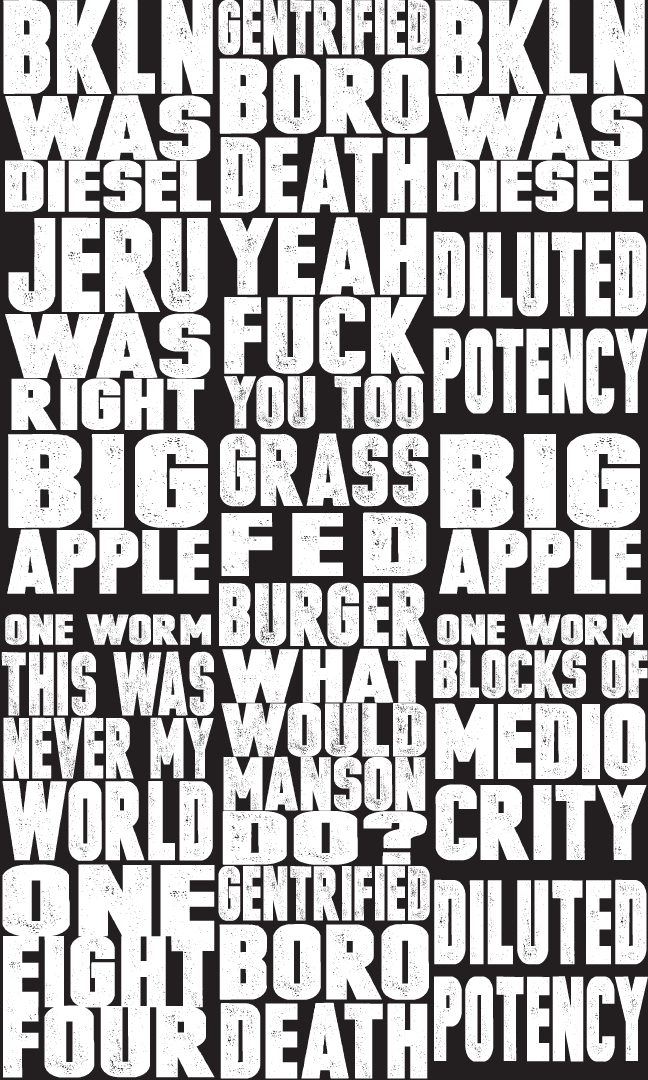 BKLN
WAS
DIESEL
JERU
WAS
RIGHT
BIG
APPLE
ONE WORM
THIS WAS
NEVER MY
WORLD
ONE
EIGHT
FOUR
GENTRIFIED
BORO
DEATH
YEAH
FUCK
YOU TOO
GRASS
FED
BURGER
WHAT
WOULD
MANSON
DO?
GENTRIFIED
BORO
DEATH
BKLN
WAS
DIESEL
DILUTED
POTENCY
BIG
APPLE
ONE WORM
BLOCKS OF
MEDIO
CRITY
DILUTED
POTENCY